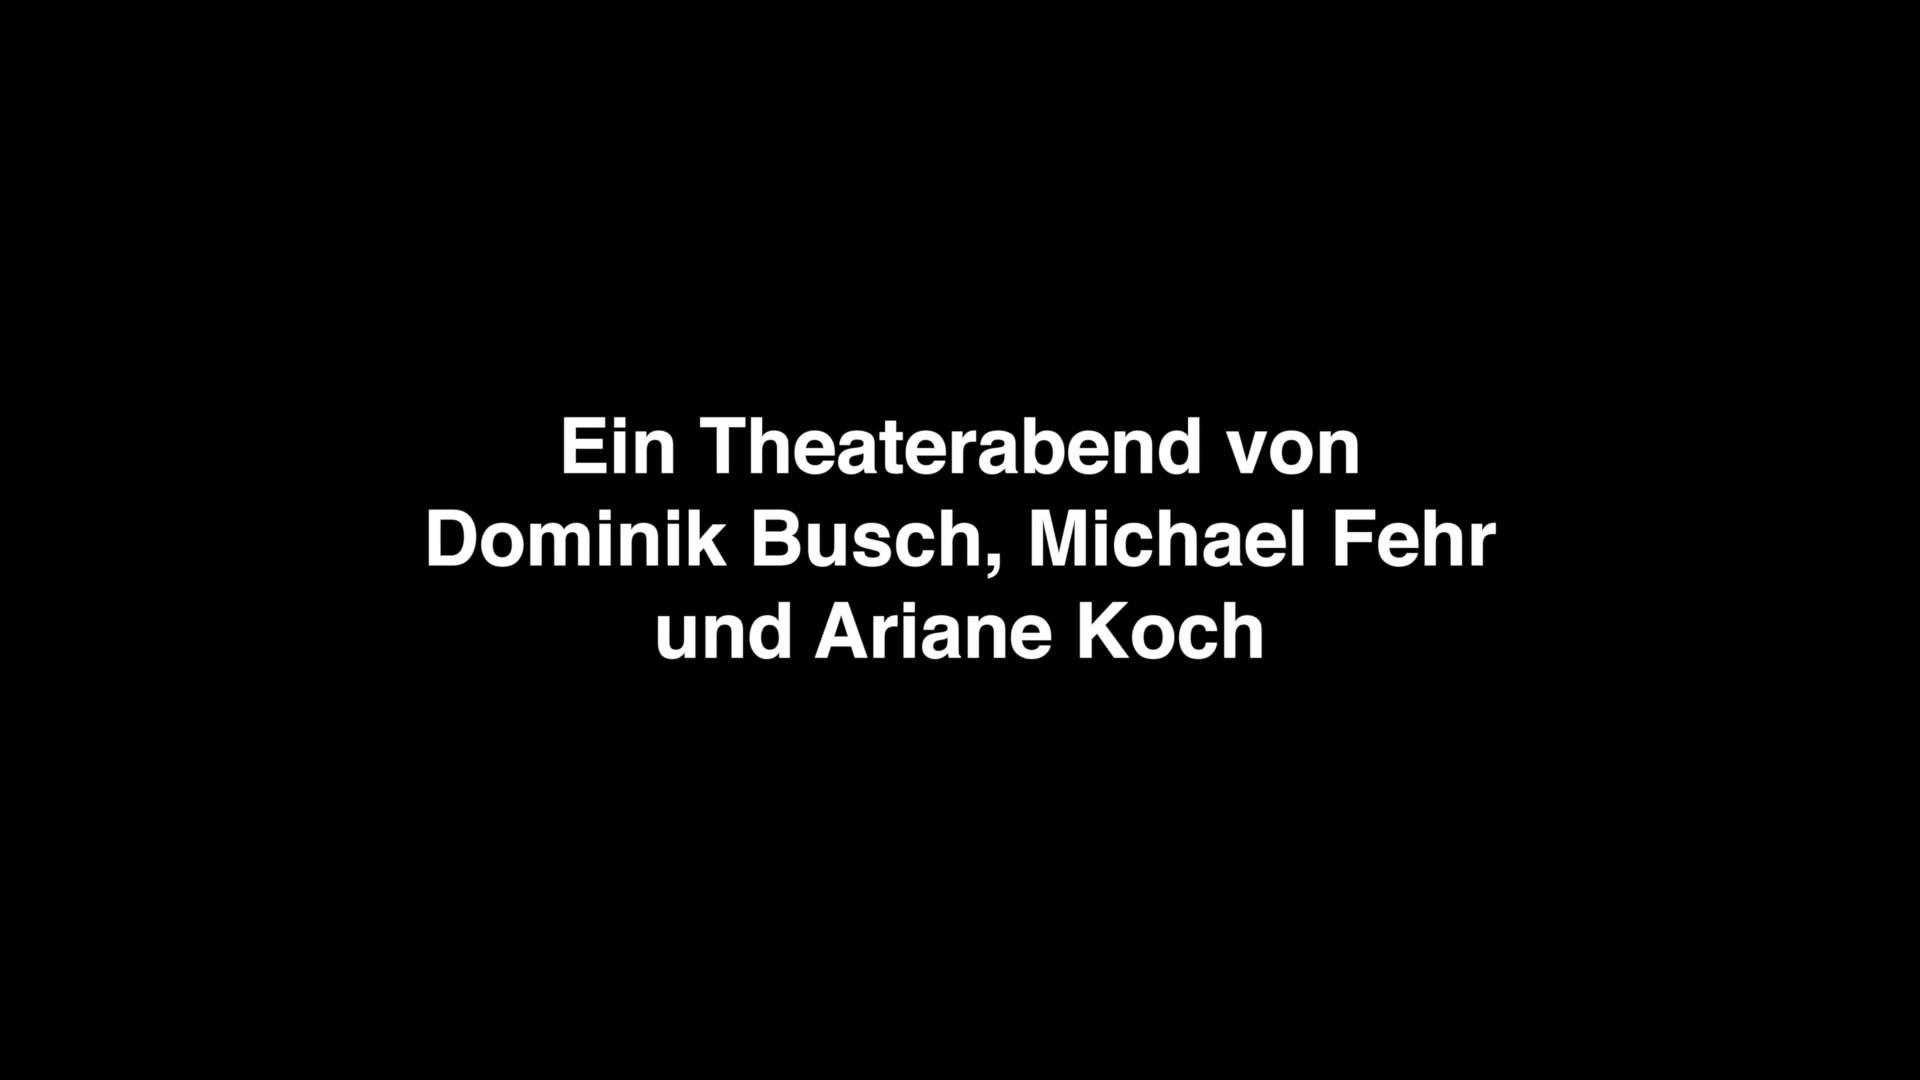 Ein Theaterabend von
Dominik Busch, Michael Fehr
und Ariane Koch